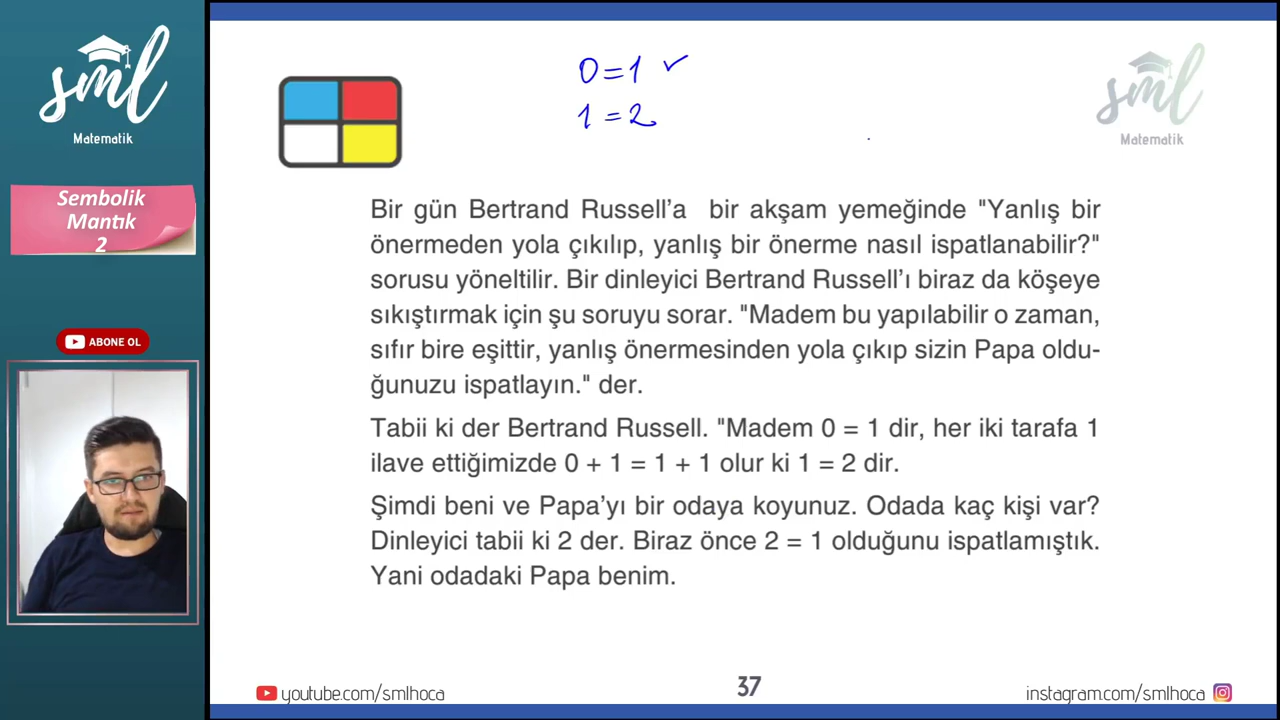 sml
Matematik
Sembolik
Mantık
2
ABONE OL
0=1 ✓
1=2
sml
Matematik
Bir gün Bertrand Russell’a bir akşam yemeğinde "Yanlış bir
önermeden yola çıkılıp, yanlış bir önerme nasıl ispatlanabilir?"
sorusu yöneltilir. Bir dinleyici Bertrand Russell’ı biraz da köşeye
sıkıştırmak için şu soruyu sorar. "Madem bu yapılabilir o zaman,
sıfır bire eşittir, yanlış önermesinden yola çıkıp sizin Papa oldu-
ğunuzu ispatlayın." der.
Tabii ki der Bertrand Russell. "Madem 0 = 1 dir, her iki tarafa 1
ilave ettiğimizde 0 + 1 = 1 + 1 olur ki 1 = 2 dir.
Şimdi beni ve Papa’yı bir odaya koyunuz. Odada kaç kişi var?
Dinleyici tabii ki 2 der. Biraz önce 2 = 1 olduğunu ispatlamıştık.
Yani odadaki Papa benim.
youtube.com/smlhoca
37
instagram.com/smlhoca